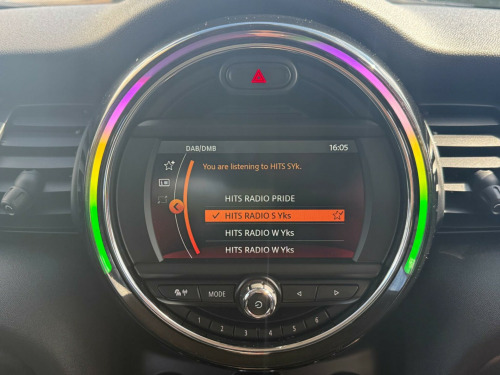 DAB/DMB 16:05
You are listening to HITS SYk.
HITS RADIO PRIDE
✓ HITS RADIO S Yks
HITS RADIO W Yks
HITS RADIO W Yks
MODE
1 2 3 4 5 6